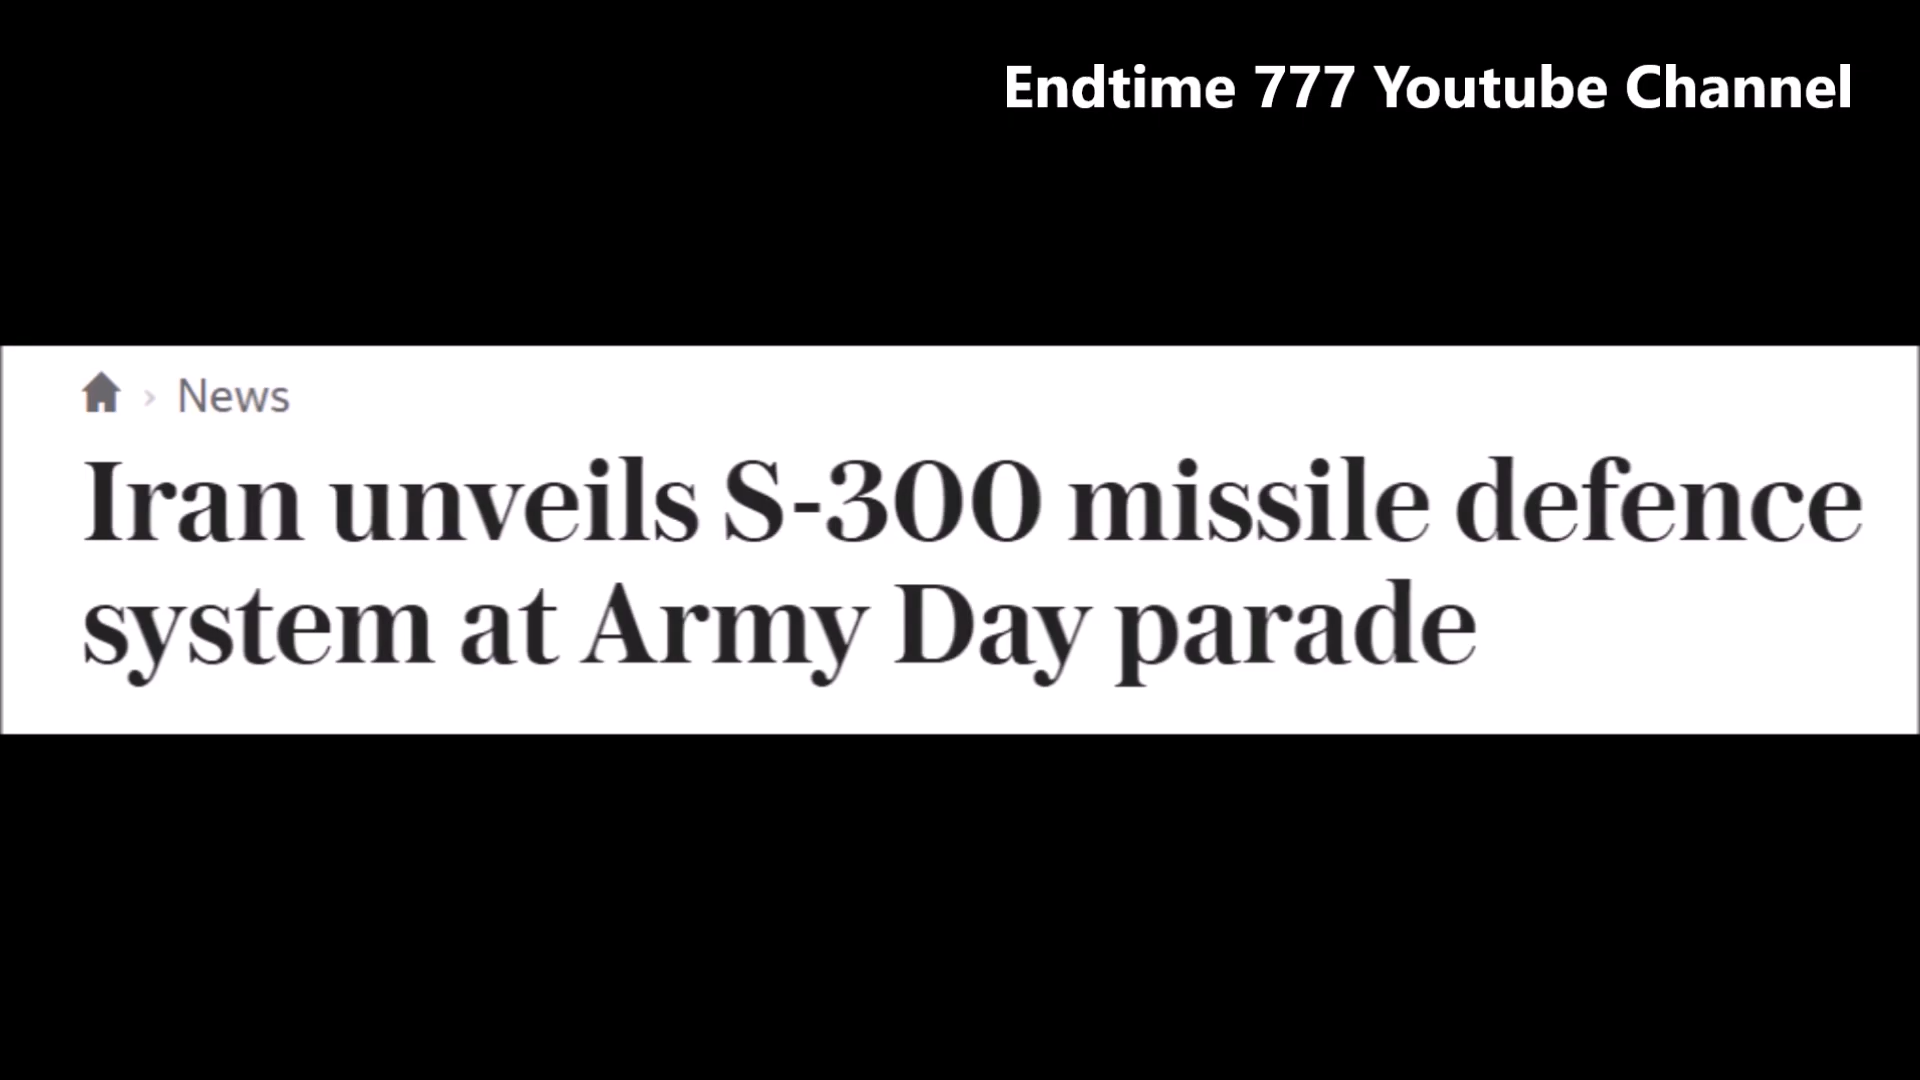 Endtime 777 Youtube Channel
News
Iran unveils S-300 missile defence
system at Army Day parade